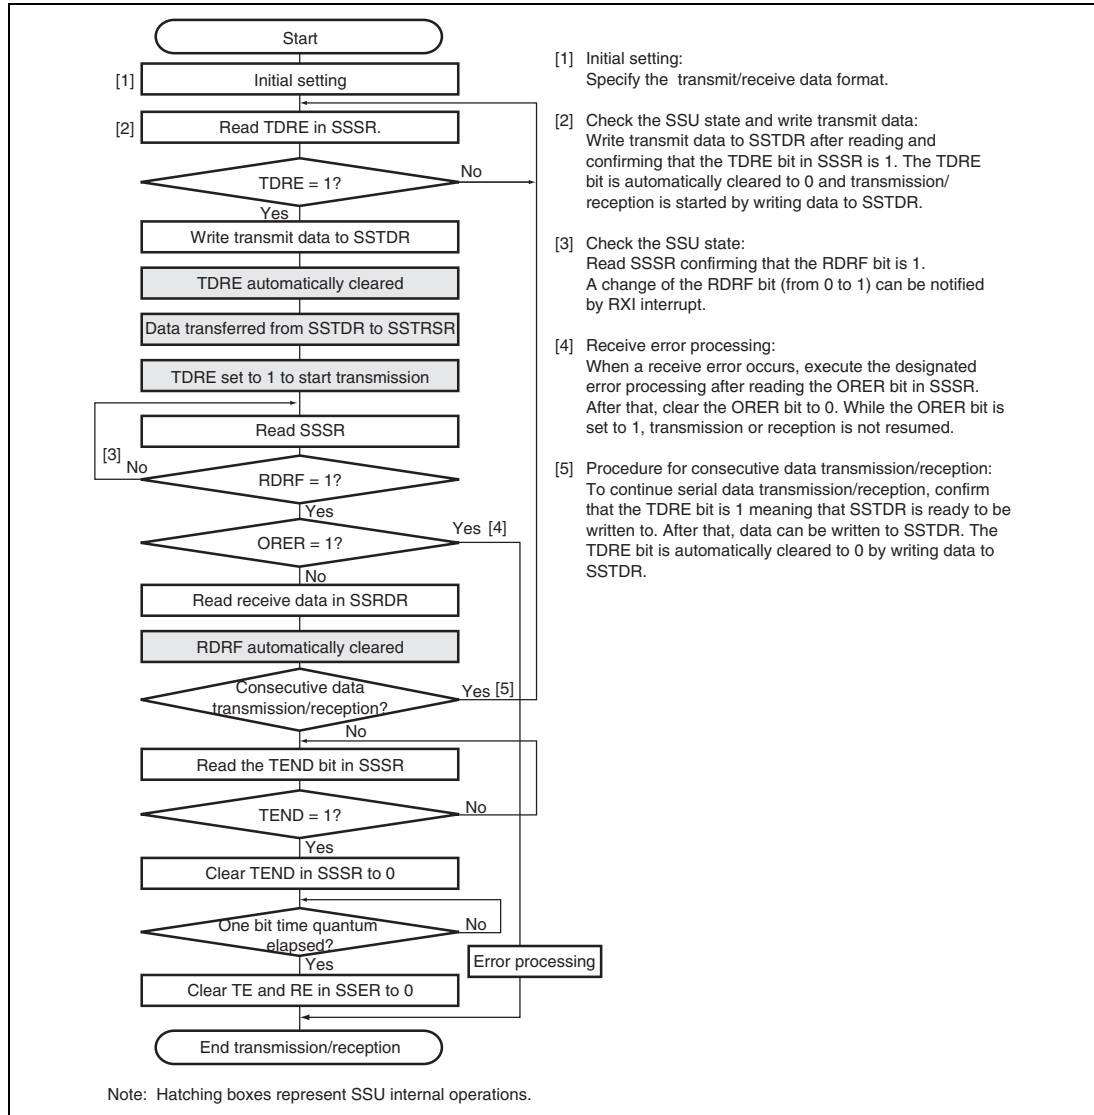 Start
[1] Initial setting
[2] Read TDRE in SSSR.
TDRE = 1?
No
Yes
Write transmit data to SSTDR
TDRE automatically cleared
Data transferred from SSTDR to SSTRSR
TDRE set to 1 to start transmission
Read SSSR
[3]
No
RDRF = 1?
Yes
ORER = 1?
Yes [4]
No
Read receive data in SSRDR
RDRF automatically cleared
Consecutive data
transmission/reception?
Yes [5]
No
Read the TEND bit in SSSR
TEND = 1?
No
Yes
Clear TEND in SSSR to 0
One bit time quantum
elapsed?
No
Yes
Error processing
Clear TE and RE in SSER to 0
End transmission/reception
[1] Initial setting:
Specify the transmit/receive data format.
[2] Check the SSU state and write transmit data:
Write transmit data to SSTDR after reading and
confirming that the TDRE bit in SSSR is 1. The TDRE
bit is automatically cleared to 0 and transmission/
reception is started by writing data to SSTDR.
[3] Check the SSU state:
Read SSSR confirming that the RDRF bit is 1.
A change of the RDRF bit (from 0 to 1) can be notified
by RXI interrupt.
[4] Receive error processing:
When a receive error occurs, execute the designated
error processing after reading the ORER bit in SSSR.
After that, clear the ORER bit to 0. While the ORER bit is
set to 1, transmission or reception is not resumed.
[5] Procedure for consecutive data transmission/reception:
To continue serial data transmission/reception, confirm
that the TDRE bit is 1 meaning that SSTDR is ready to be
written to. After that, data can be written to SSTDR. The
TDRE bit is automatically cleared to 0 by writing data to
SSTDR.
Note: Hatching boxes represent SSU internal operations.